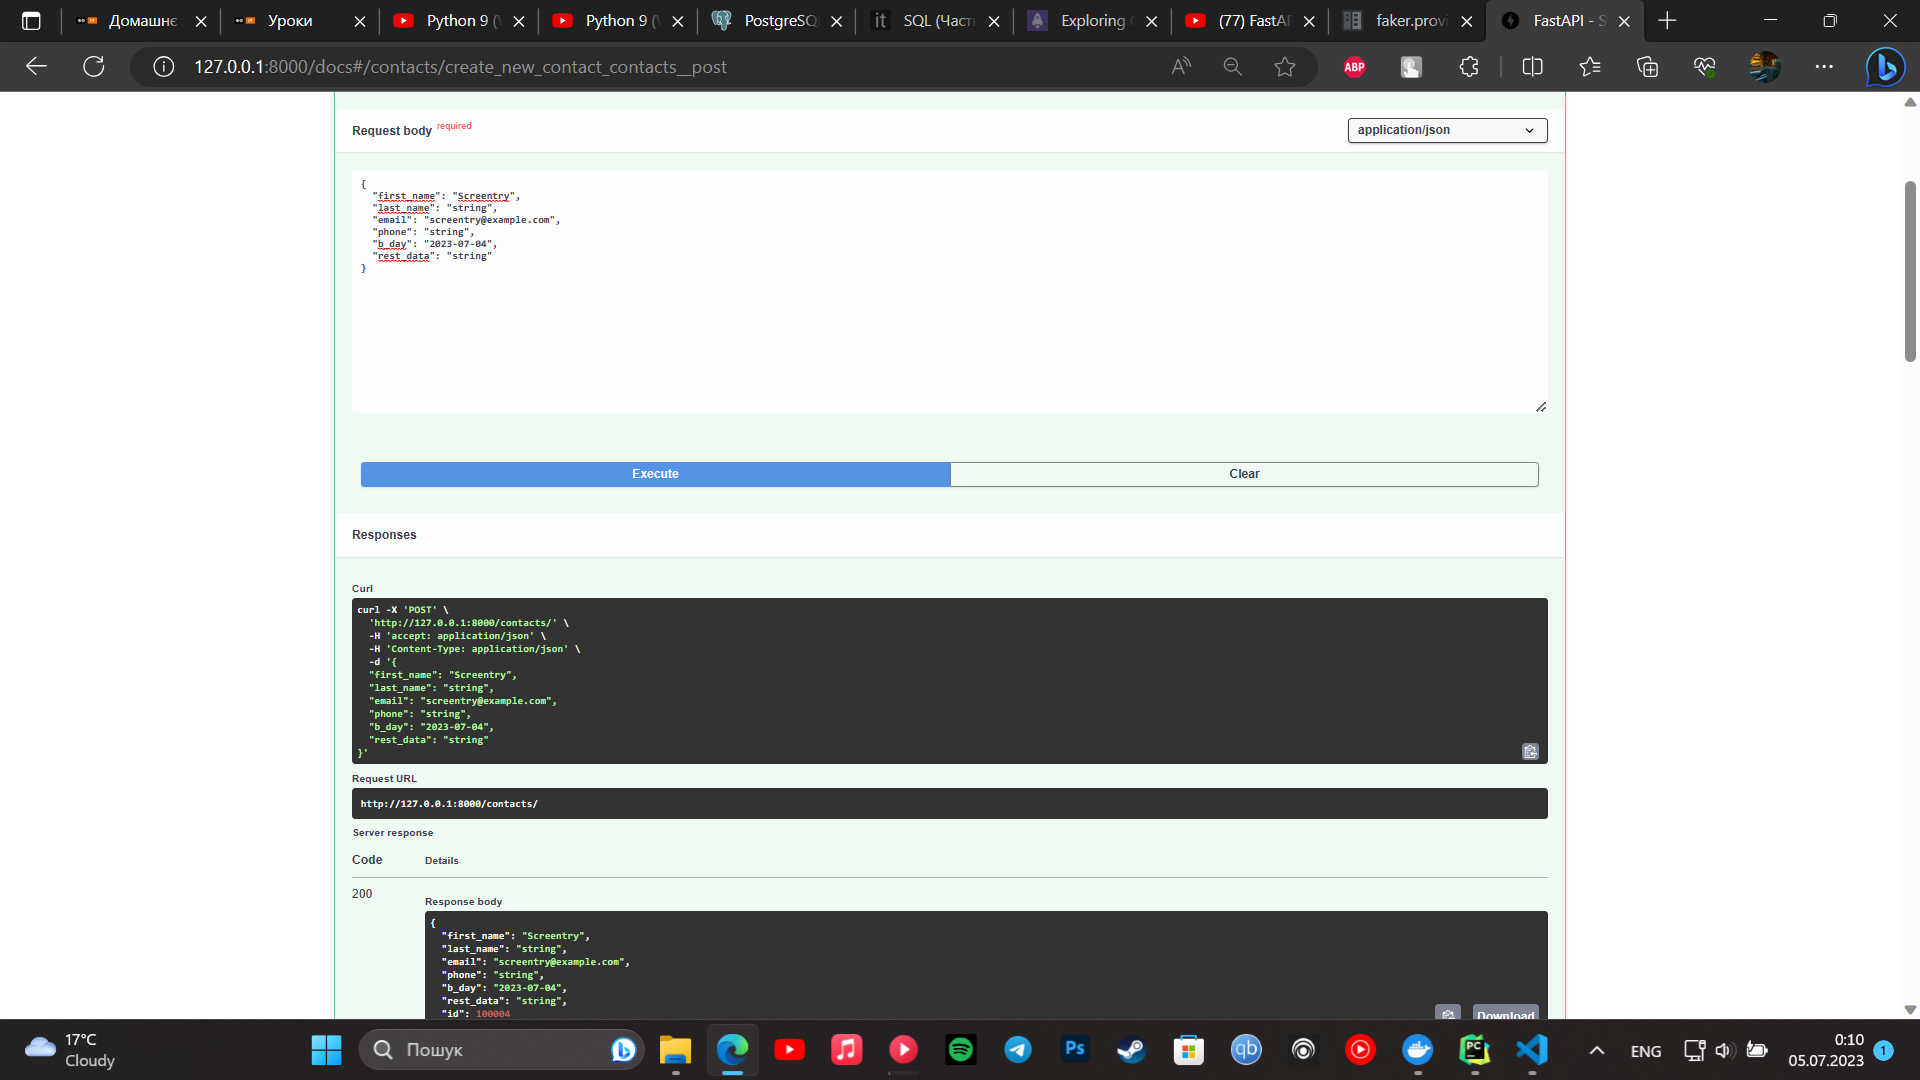 Домашнє
Уроки
Python 9 (
Python 9 (
PostgreSQL
SQL (Част
Exploring
(77) FastAP
faker.provi
FastAPI - S
127.0.0.1:8000/docs#/contacts/create_new_contact_contacts__post
ABP
Request body required
application/json
{
"first_name": "Screentry",
"last_name": "string",
"email": "screentry@example.com",
"phone": "string",
"b_day": "2023-07-04",
"rest_data": "string"
}
Execute
Clear
Responses
Curl
curl -X 'POST' \
'http://127.0.0.1:8000/contacts/' \
-H 'accept: application/json' \
-H 'Content-Type: application/json' \
-d '{
"first_name": "Screentry",
"last_name": "string",
"email": "screentry@example.com",
"phone": "string",
"b_day": "2023-07-04",
"rest_data": "string"
}'
Request URL
http://127.0.0.1:8000/contacts/
Server response
Code Details
200
Response body
{
"first_name": "Screentry",
"last_name": "string",
"email": "screentry@example.com",
"phone": "string",
"b_day": "2023-07-04",
"rest_data": "string",
"id": 100004
Download
17°C
Cloudy
Пошук
Ps
qb
PC
ENG
0:10
05.07.2023
1